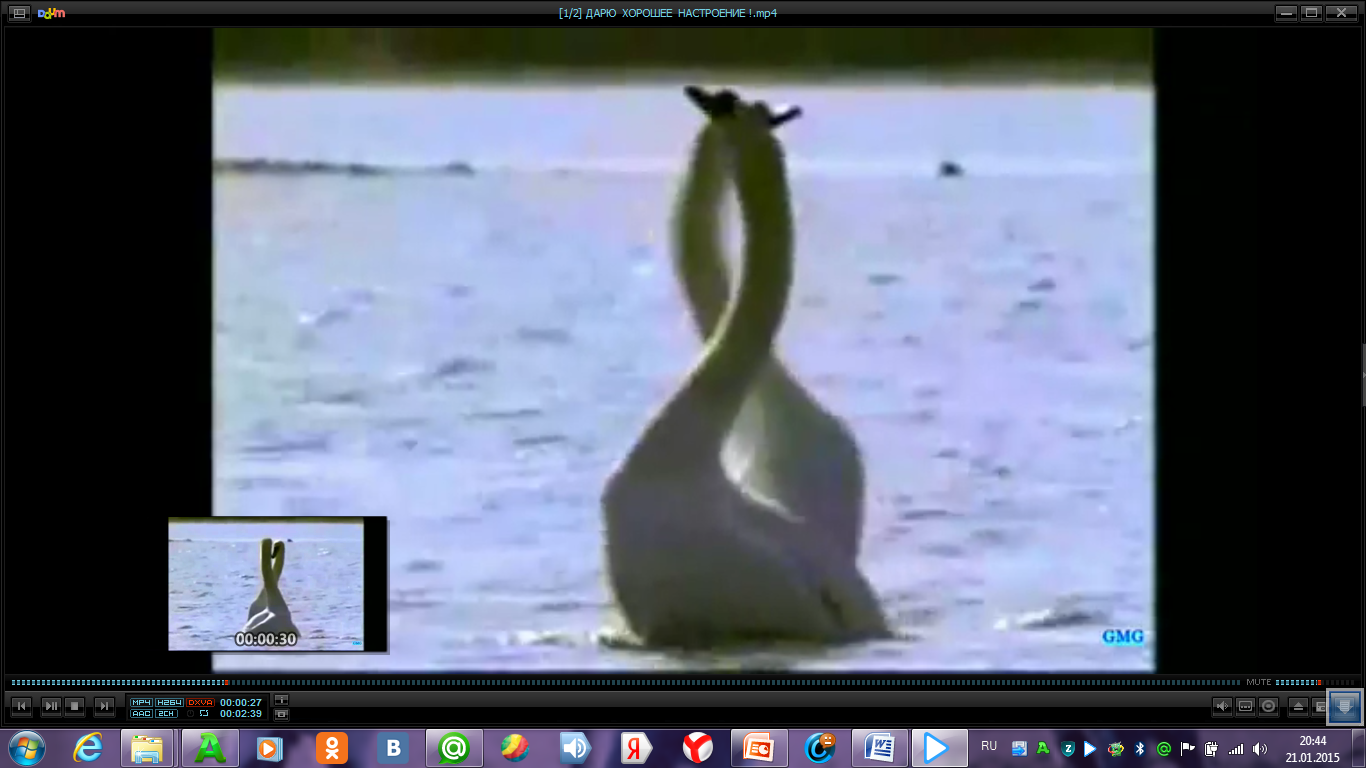 Daum
[1/2] ДАРЮ ХОРОШЕЕ НАСТРОЕНИЕ !.mp4
GMG
00:00:30
MUTE
MP4 H264 DXVA 00:00:27
AAC 2CH 00:02:39
RU
20:44
21.01.2015